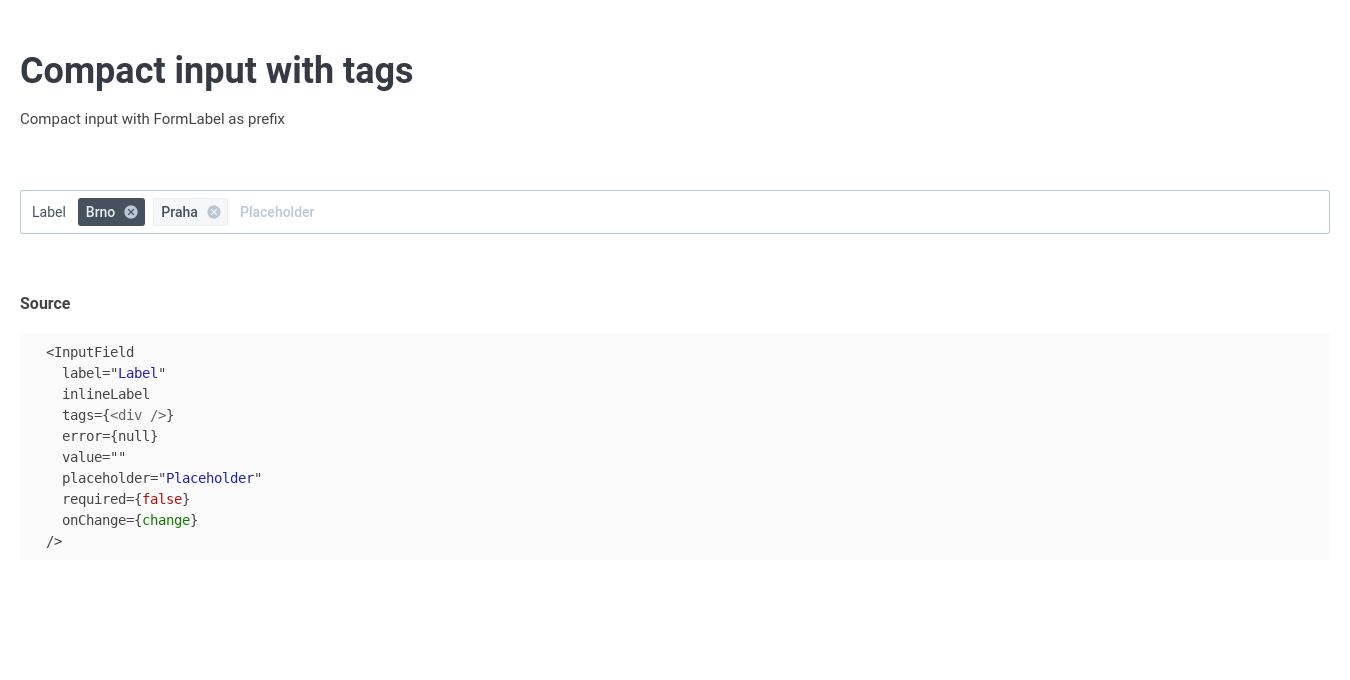 Compact input with tags
Compact input with FormLabel as prefix
Label Brno Praha Placeholder
Source
<InputField
label="Label"
inlineLabel
tags={<div />}
error={null}
value=""
placeholder="Placeholder"
required={false}
onChange={change}
/>